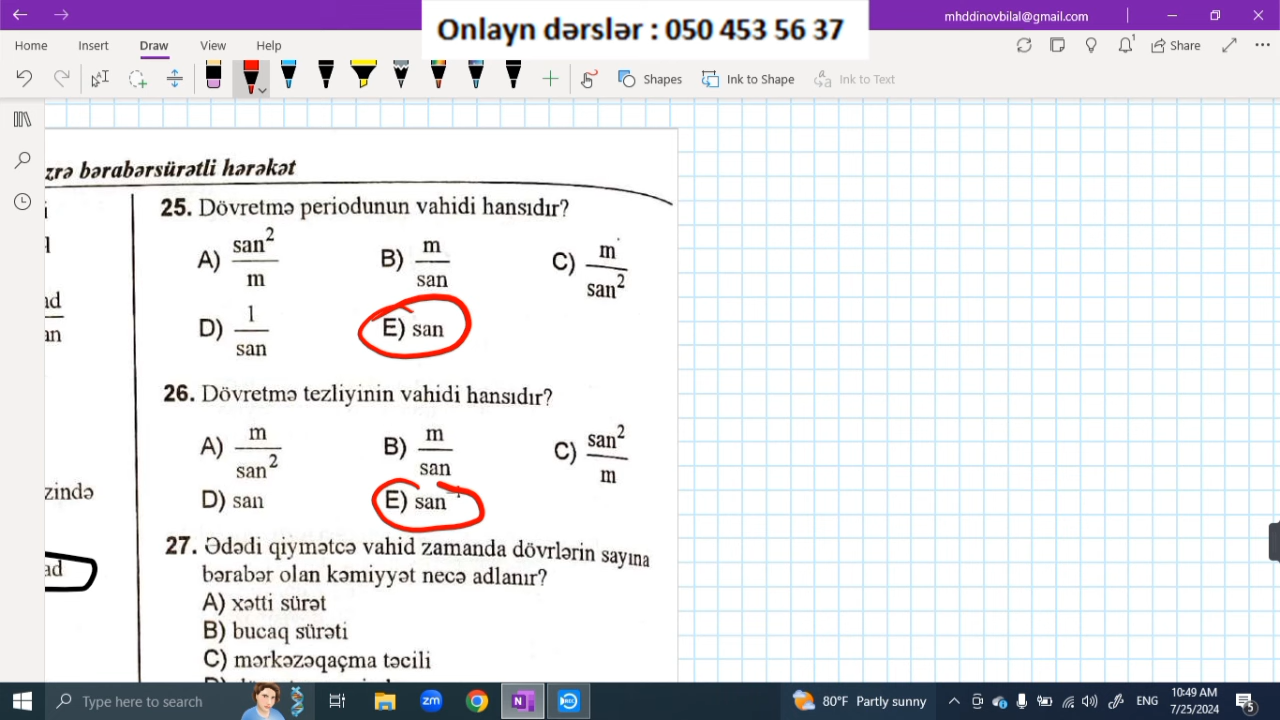 Onlayn dərslər : 050 453 56 37
mhddinovbilal@gmail.com
Home Insert Draw View Help
Share
Shapes Ink to Shape Ink to Text
zrə bərabərsürətli hərəkət
25. Dövretmə periodunun vahidi hansıdır?
A) san²/m B) m/san C) m/san²
D) 1/san E) san
26. Dövretmə tezliyinin vahidi hansıdır?
A) m/san² B) m/san C) san²/m
D) san E) san⁻¹
zində
27. Ədədi qiymətcə vahid zamanda dövrlərin sayına
bərabər olan kəmiyyət necə adlanır?
ad
A) xətti sürət
B) bucaq sürəti
C) mərkəzəqaçma təcili
Type here to search
zm
N
80°F Partly sunny
ENG
10:49 AM
7/25/2024
5